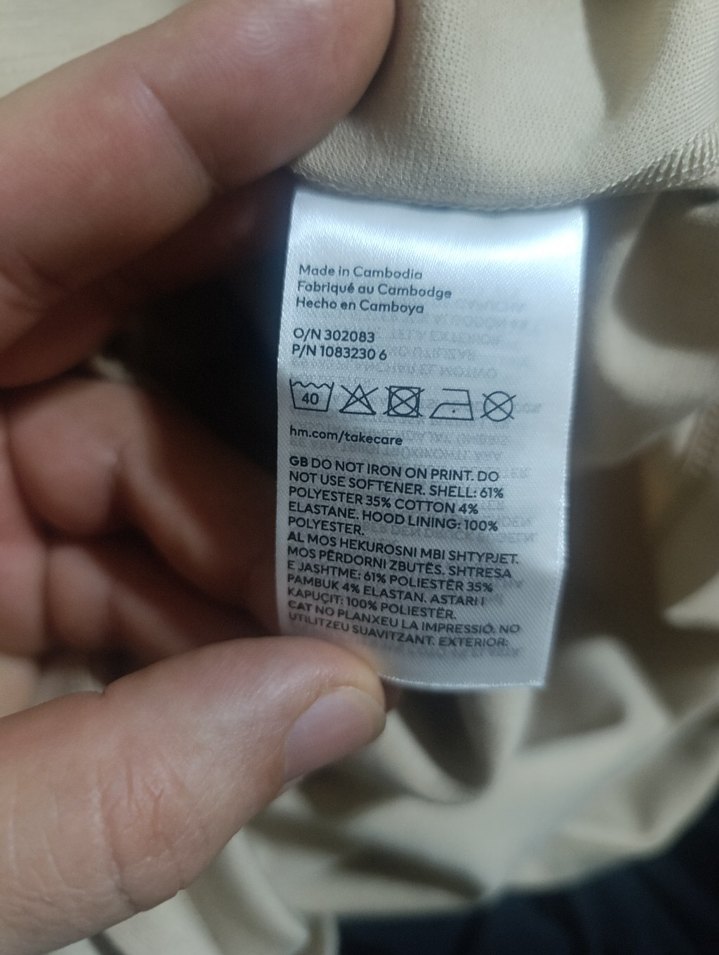 Made in Cambodia
Fabriqué au Cambodge
Hecho en Camboya
O/N 302083
P/N 1083230 6
40
hm.com/takecare
GB DO NOT IRON ON PRINT. DO
NOT USE SOFTENER. SHELL: 61%
POLYESTER 35% COTTON 4%
ELASTANE. HOOD LINING: 100%
POLYESTER.
AL MOS HEKUROSNI MBI SHTYPJET.
MOS PËRDORNI ZBUTËS. SHTRESA
E JASHTME: 61% POLIESTËR 35%
PAMBUK 4% ELASTAN. ASTARI I
KAPUÇIT: 100% POLIESTËR.
CAT NO PLANXEU LA IMPRESSIÓ. NO
UTILITZEU SUAVITZANT. EXTERIOR: